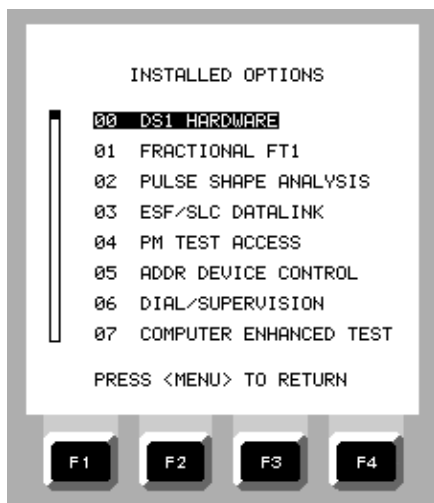 INSTALLED OPTIONS
00 DS1 HARDWARE
01 FRACTIONAL FT1
02 PULSE SHAPE ANALYSIS
03 ESF/SLC DATALINK
04 PM TEST ACCESS
05 ADDR DEVICE CONTROL
06 DIAL/SUPERVISION
07 COMPUTER ENHANCED TEST
PRESS <MENU> TO RETURN
F1 F2 F3 F4